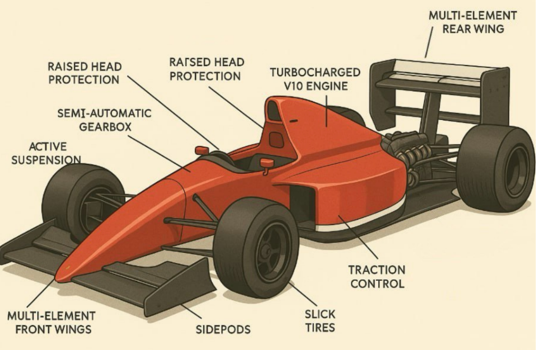 MULTI-ELEMENT
REAR WING
RAISED HEAD
PROTECTION
RAISED HEAD
PROTECTION
TURBOCHARGED
V10 ENGINE
SEMI-AUTOMATIC
GEARBOX
ACTIVE
SUSPENSION
TRACTION
CONTROL
MULTI-ELEMENT
FRONT WINGS
SIDEPODS
SLICK
TIRES